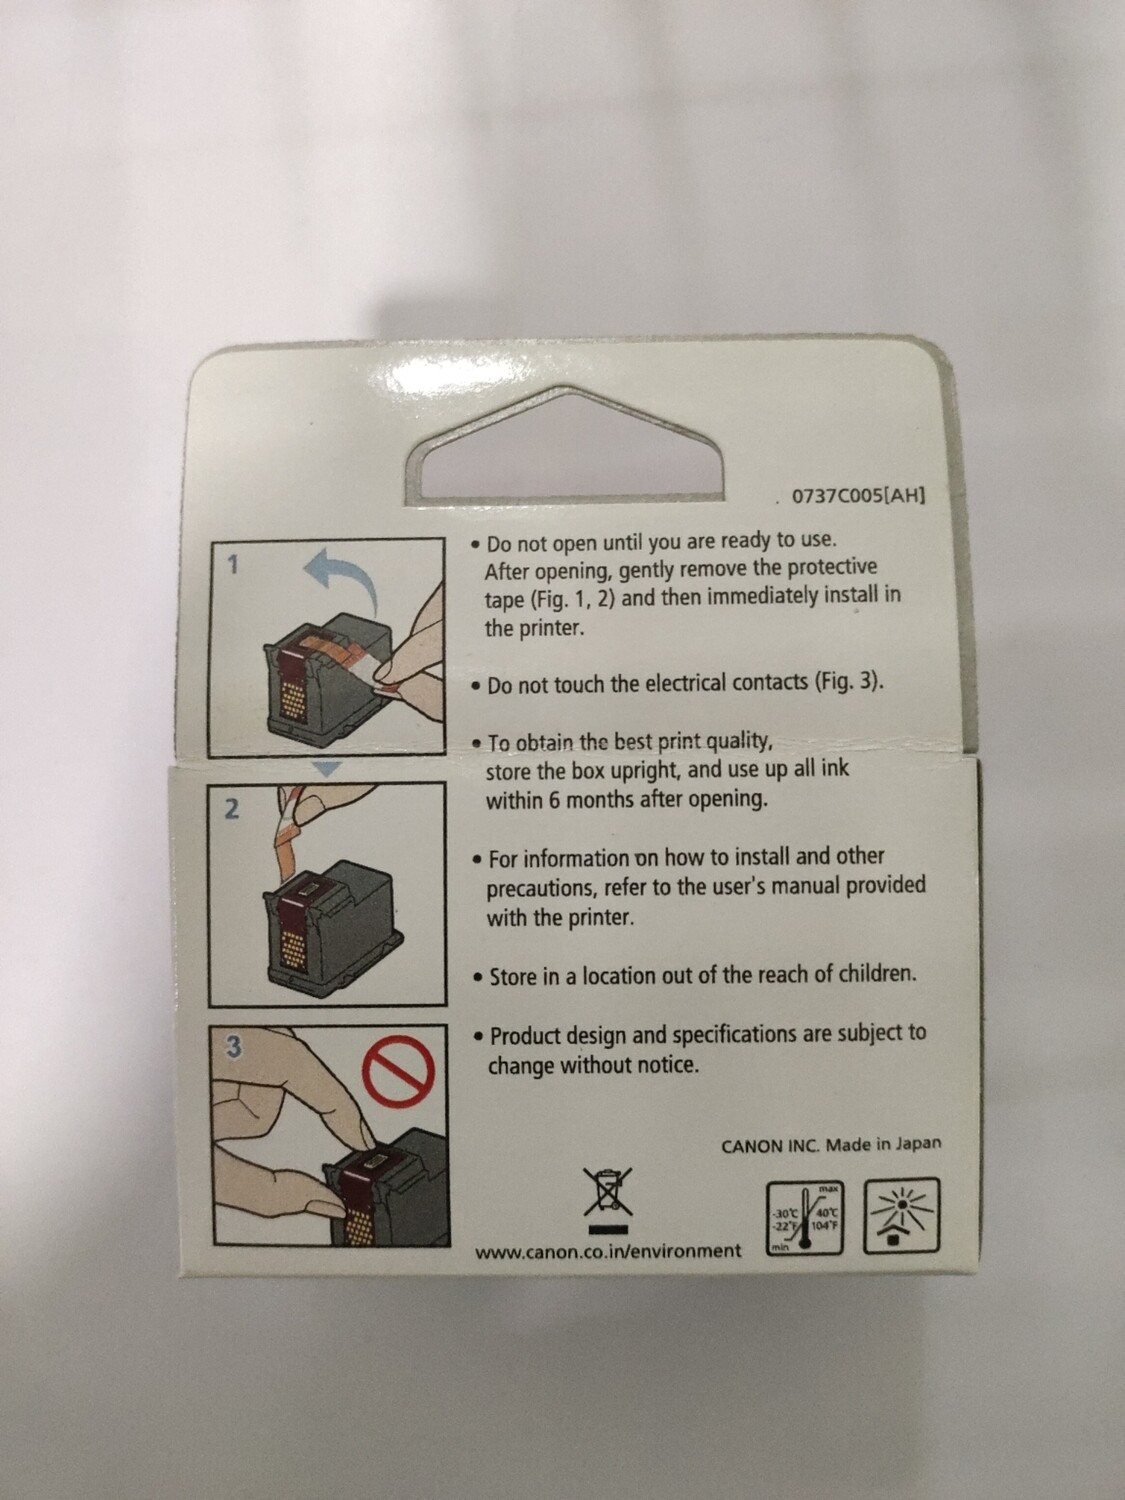 0737C005[AH]
1
• Do not open until you are ready to use.
After opening, gently remove the protective
tape (Fig. 1, 2) and then immediately install in
the printer.
• Do not touch the electrical contacts (Fig. 3).
• To obtain the best print quality,
store the box upright, and use up all ink
within 6 months after opening.
2
• For information on how to install and other
precautions, refer to the user's manual provided
with the printer.
• Store in a location out of the reach of children.
3
• Product design and specifications are subject to
change without notice.
CANON INC. Made in Japan
www.canon.co.in/environment
max
-30°C 40°C
-22°F 104°F
min